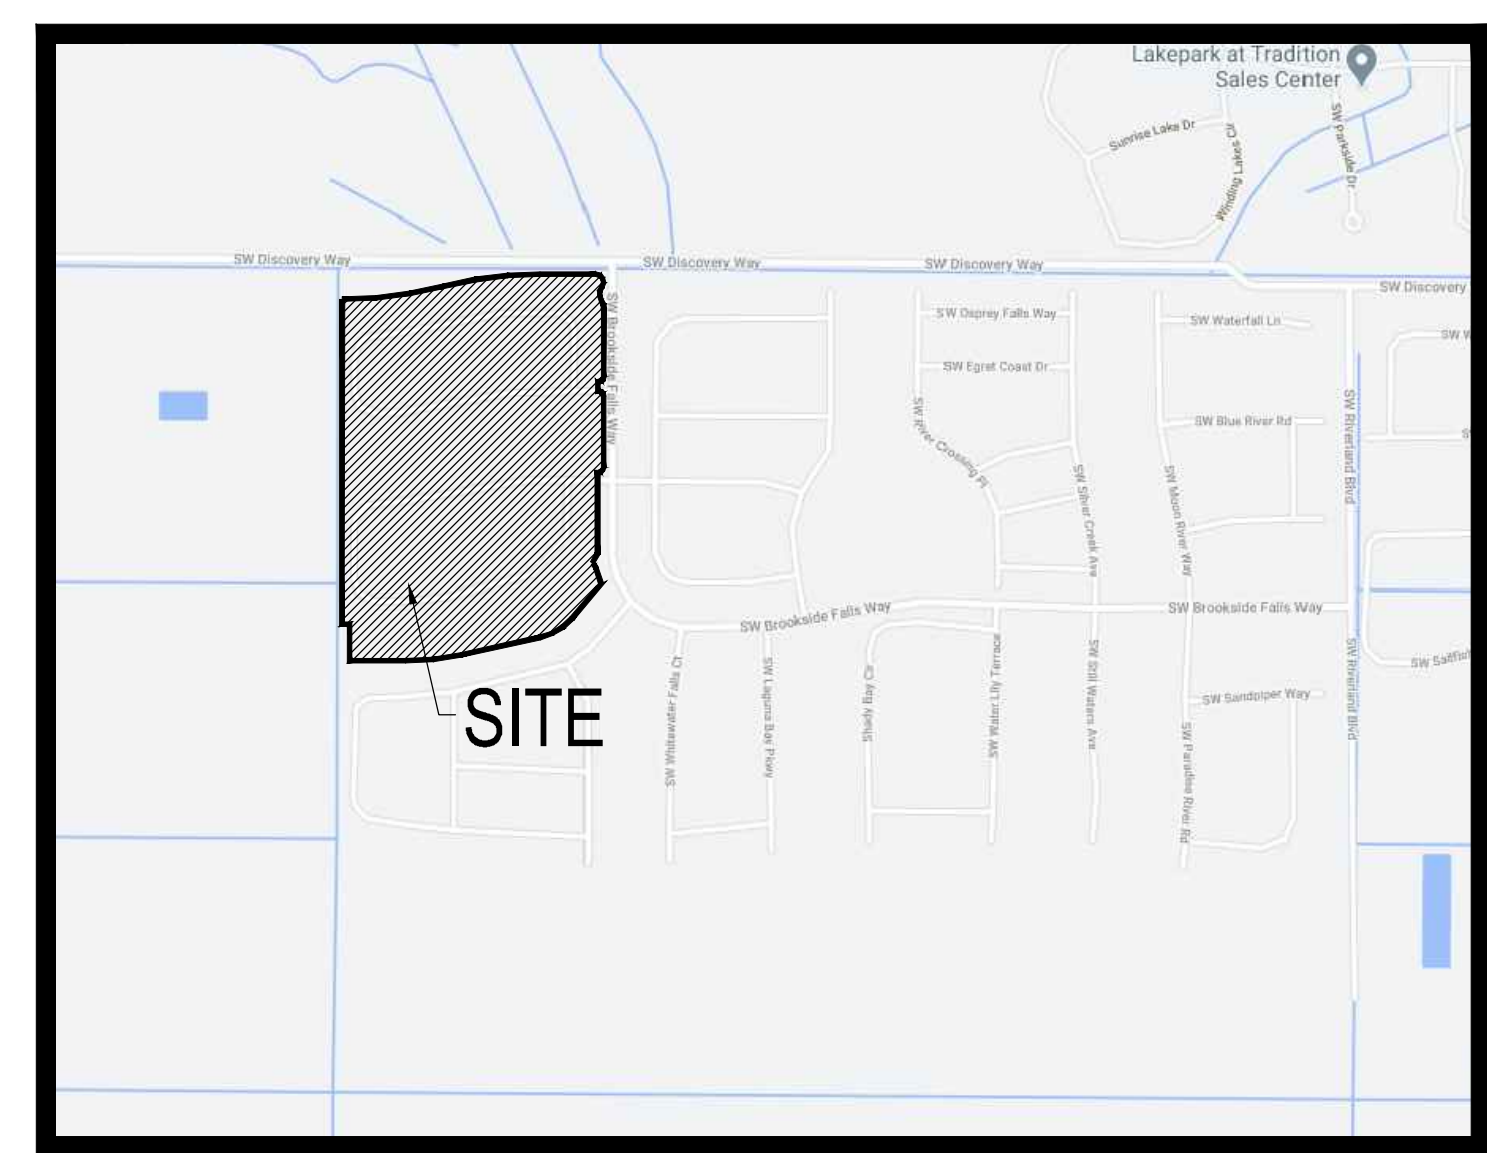 Lakepark at Tradition
Sales Center
Sunrise Lake Dr
Winding Lakes Cir
SW Parkside Dr
SW Discovery Way
SW Discovery Way
SW Discovery Way
SW Discovery
SW Brookside Falls Way
SW Osprey Falls Way
SW Waterfall Ln
SW W
SW Egret Coast Dr
SW River Crossing Pl
SW Blue River Rd
SW Riverland Blvd
S
SW Silver Creek Ave
SW Moon River Way
SW Brookside Falls Way
SW Brookside Falls Way
SITE
SW Whitewater Falls Ct
SW Laguna Bay Pkwy
Shady Bay Cir
SW Water Lily Terrace
SW Still Waters Ave
SW Sandpiper Way
SW Paradise River Rd
SW Riverland Blvd
SW Sailfish